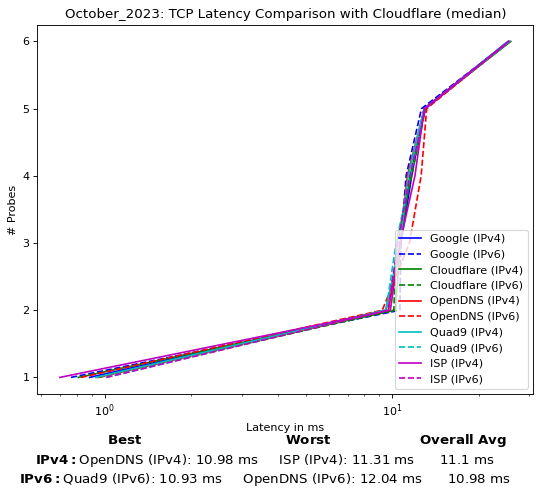 October_2023: TCP Latency Comparison with Cloudflare (median)
6
5
4
3
2
1
# Probes
Google (IPv4)
Google (IPv6)
Cloudflare (IPv4)
Cloudflare (IPv6)
OpenDNS (IPv4)
OpenDNS (IPv6)
Quad9 (IPv4)
Quad9 (IPv6)
ISP (IPv4)
ISP (IPv6)
10⁰ 10¹
Latency in ms
Best Worst Overall Avg
IPv4: OpenDNS (IPv4): 10.98 ms ISP (IPv4): 11.31 ms 11.1 ms
IPv6: Quad9 (IPv6): 10.93 ms OpenDNS (IPv6): 12.04 ms 10.98 ms